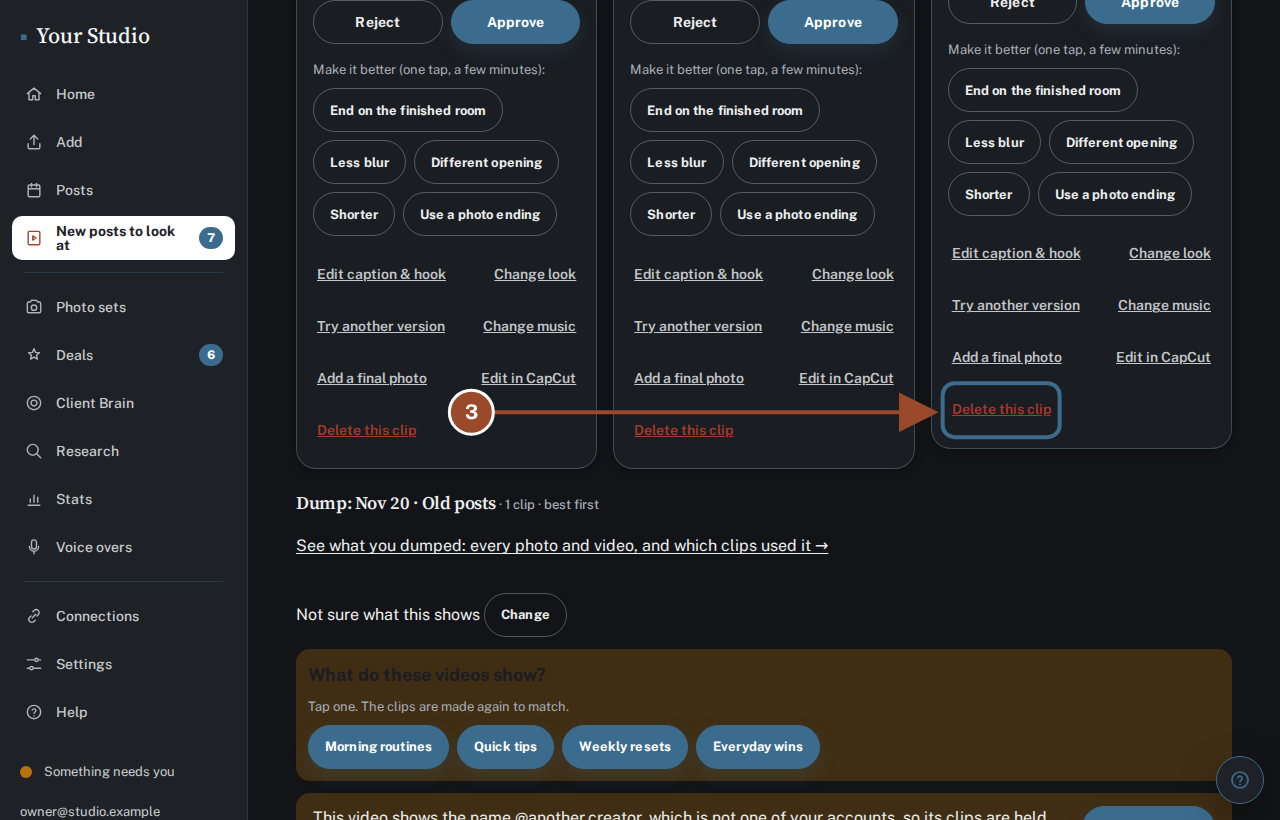 Your Studio
Home
Add
Posts
New posts to look at
7
Photo sets
Deals
6
Client Brain
Research
Stats
Voice overs
Connections
Settings
Help
Something needs you
owner@studio.example
Reject
Approve
Make it better (one tap, a few minutes):
End on the finished room
Less blur
Different opening
Shorter
Use a photo ending
Edit caption & hook
Change look
Try another version
Change music
Add a final photo
Edit in CapCut
Delete this clip
Reject
Approve
Make it better (one tap, a few minutes):
End on the finished room
Less blur
Different opening
Shorter
Use a photo ending
Edit caption & hook
Change look
Try another version
Change music
Add a final photo
Edit in CapCut
Delete this clip
Reject
Approve
Make it better (one tap, a few minutes):
End on the finished room
Less blur
Different opening
Shorter
Use a photo ending
Edit caption & hook
Change look
Try another version
Change music
Add a final photo
Edit in CapCut
Delete this clip
3
Dump: Nov 20 · Old posts · 1 clip · best first
See what you dumped: every photo and video, and which clips used it →
Not sure what this shows
Change
What do these videos show?
Tap one. The clips are made again to match.
Morning routines
Quick tips
Weekly resets
Everyday wins
This video shows the name @another.creator, which is not one of your accounts, so its clips are held